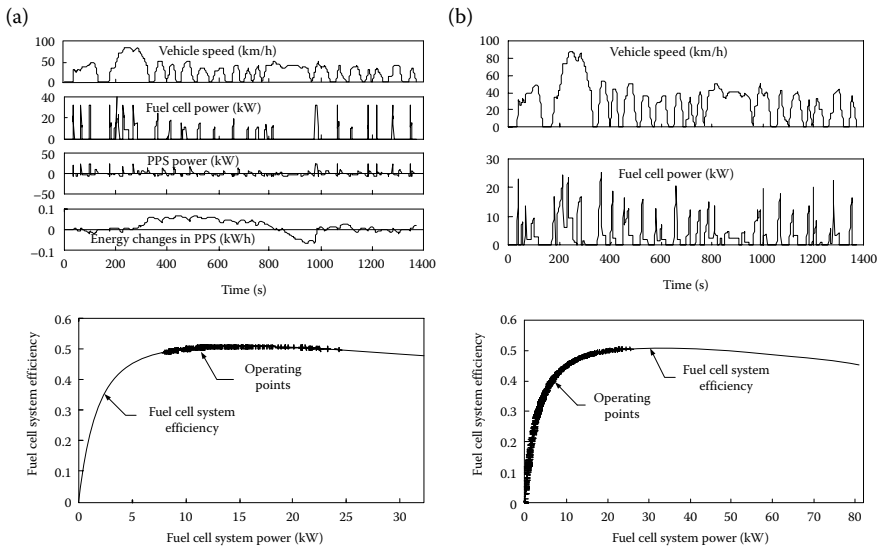 (a)
100
50
0
Vehicle speed (km/h)
40
20
0
Fuel cell power (kW)
50
0
−50
PPS power (kW)
0.1
0
−0.1
Energy changes in PPS (kWh)
0 200 400 600 800 1000 1200 1400
Time (s)
Fuel cell system efficiency
0.6
0.5
0.4
0.3
0.2
0.1
0
Operating
points
Fuel cell system
efficiency
5 10 15 20 25 30
Fuel cell system power (kW)
(b)
100
80
60
40
20
0
Vehicle speed (km/h)
30
20
10
0
Fuel cell power (kW)
0 200 400 600 800 1000 1200 1400
Time (s)
Fuel cell system efficiency
0.6
0.5
0.4
0.3
0.2
0.1
0
Fuel cell system
efficiency
Operating
points
0 10 20 30 40 50 60 70 80
Fuel cell system power (kW)